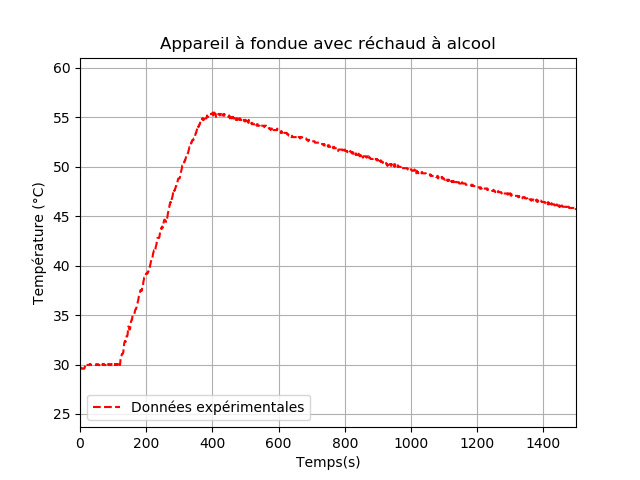 Appareil à fondue avec réchaud à alcool
60
55
50
45
40
35
30
25
Température (°C)
Données expérimentales
0 200 400 600 800 1000 1200 1400
Temps(s)